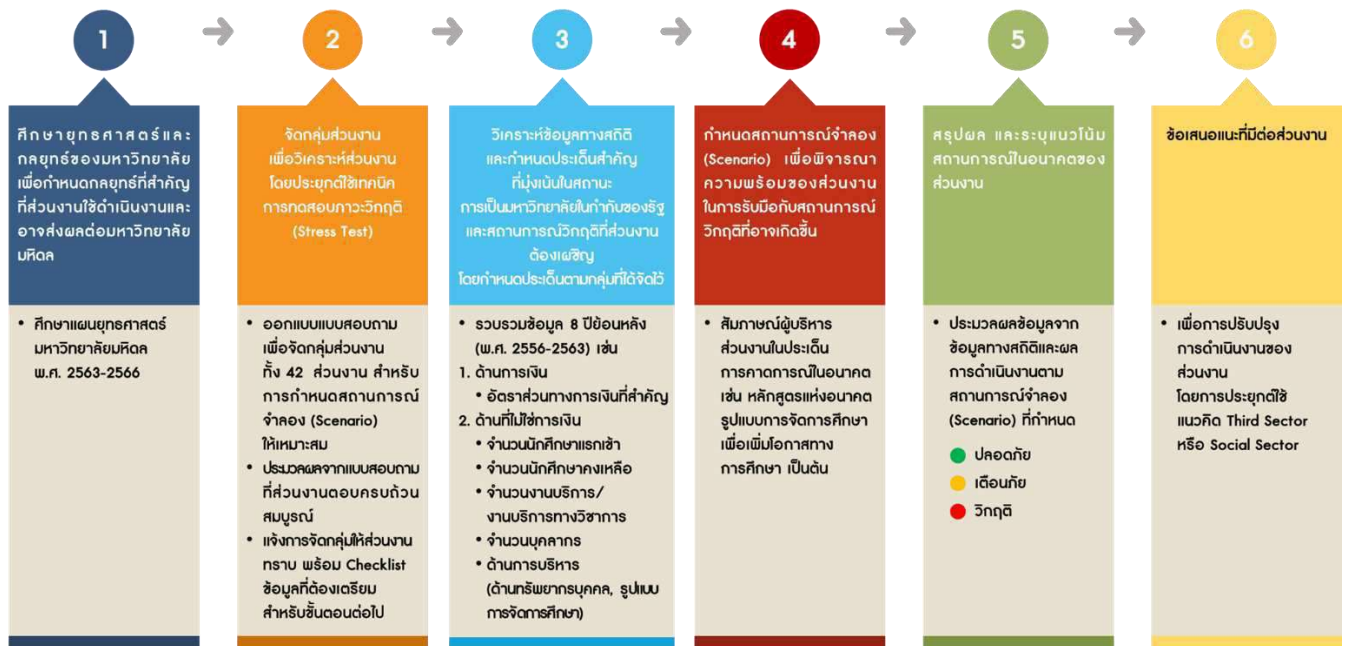 1
ศึกษายุทธศาสตร์และ
กลยุทธ์ของมหาวิทยาลัย
เพื่อกำหนดกลยุทธ์ที่สำคัญ
ที่ส่วนงานใช้ดำเนินงานและ
อาจส่งผลต่อมหาวิทยาลัย
มหิดล
• ศึกษาแผนยุทธศาสตร์
มหาวิทยาลัยมหิดล
พ.ศ. 2563-2566
2
จัดกลุ่มส่วนงาน
เพื่อวิเคราะห์ส่วนงาน
โดยประยุกต์ใช้เทคนิค
การทดสอบภาวะวิกฤติ
(Stress Test)
• ออกแบบแบบสอบถาม
เพื่อจัดกลุ่มส่วนงาน
ทั้ง 42 ส่วนงาน สำหรับ
การกำหนดสถานการณ์
จำลอง (Scenario)
ให้เหมาะสม
• ประมวลผลจากแบบสอบถาม
ที่ส่วนงานตอบครบถ้วน
สมบูรณ์
• แจ้งการจัดกลุ่มให้ส่วนงาน
ทราบ พร้อม Checklist
ข้อมูลที่ต้องเตรียม
สำหรับขั้นตอนต่อไป
3
วิเคราะห์ข้อมูลทางสถิติ
และกำหนดประเด็นสำคัญ
ที่มุ่งเน้นในสถานะ
การเป็นมหาวิทยาลัยในกำกับของรัฐ
และสถานการณ์วิกฤติที่ส่วนงาน
ต้องเผชิญ
โดยกำหนดประเด็นตามกลุ่มที่ได้จัดไว้
• รวบรวมข้อมูล 8 ปีย้อนหลัง
(พ.ศ. 2556-2563) เช่น
1. ด้านการเงิน
• อัตราส่วนทางการเงินที่สำคัญ
2. ด้านที่ไม่ใช่การเงิน
• จำนวนนักศึกษาแรกเข้า
• จำนวนนักศึกษาคงเหลือ
• จำนวนงานบริการ/
งานบริการทางวิชาการ
• จำนวนบุคลากร
• ด้านการบริหาร
(ด้านทรัพยากรบุคคล, รูปแบบ
การจัดการศึกษา)
4
กำหนดสถานการณ์จำลอง
(Scenario) เพื่อพิจารณา
ความพร้อมของส่วนงาน
ในการรับมือกับสถานการณ์
วิกฤติที่อาจเกิดขึ้น
• สัมภาษณ์ผู้บริหาร
ส่วนงานในประเด็น
การคาดการณ์ในอนาคต
เช่น หลักสูตรแห่งอนาคต
รูปแบบการจัดการศึกษา
เพื่อเพิ่มโอกาสทาง
การศึกษา เป็นต้น
5
สรุปผล และระบุแนวโน้ม
สถานการณ์ในอนาคตของ
ส่วนงาน
• ประมวลผลข้อมูลจาก
ข้อมูลทางสถิติและผล
การดำเนินงานตาม
สถานการณ์จำลอง
(Scenario) ที่กำหนด
ปลอดภัย
เตือนภัย
วิกฤติ
6
ข้อเสนอแนะที่มีต่อส่วนงาน
• เพื่อการปรับปรุง
การดำเนินงานของ
ส่วนงาน
โดยการประยุกต์ใช้
แนวคิด Third Sector
หรือ Social Sector